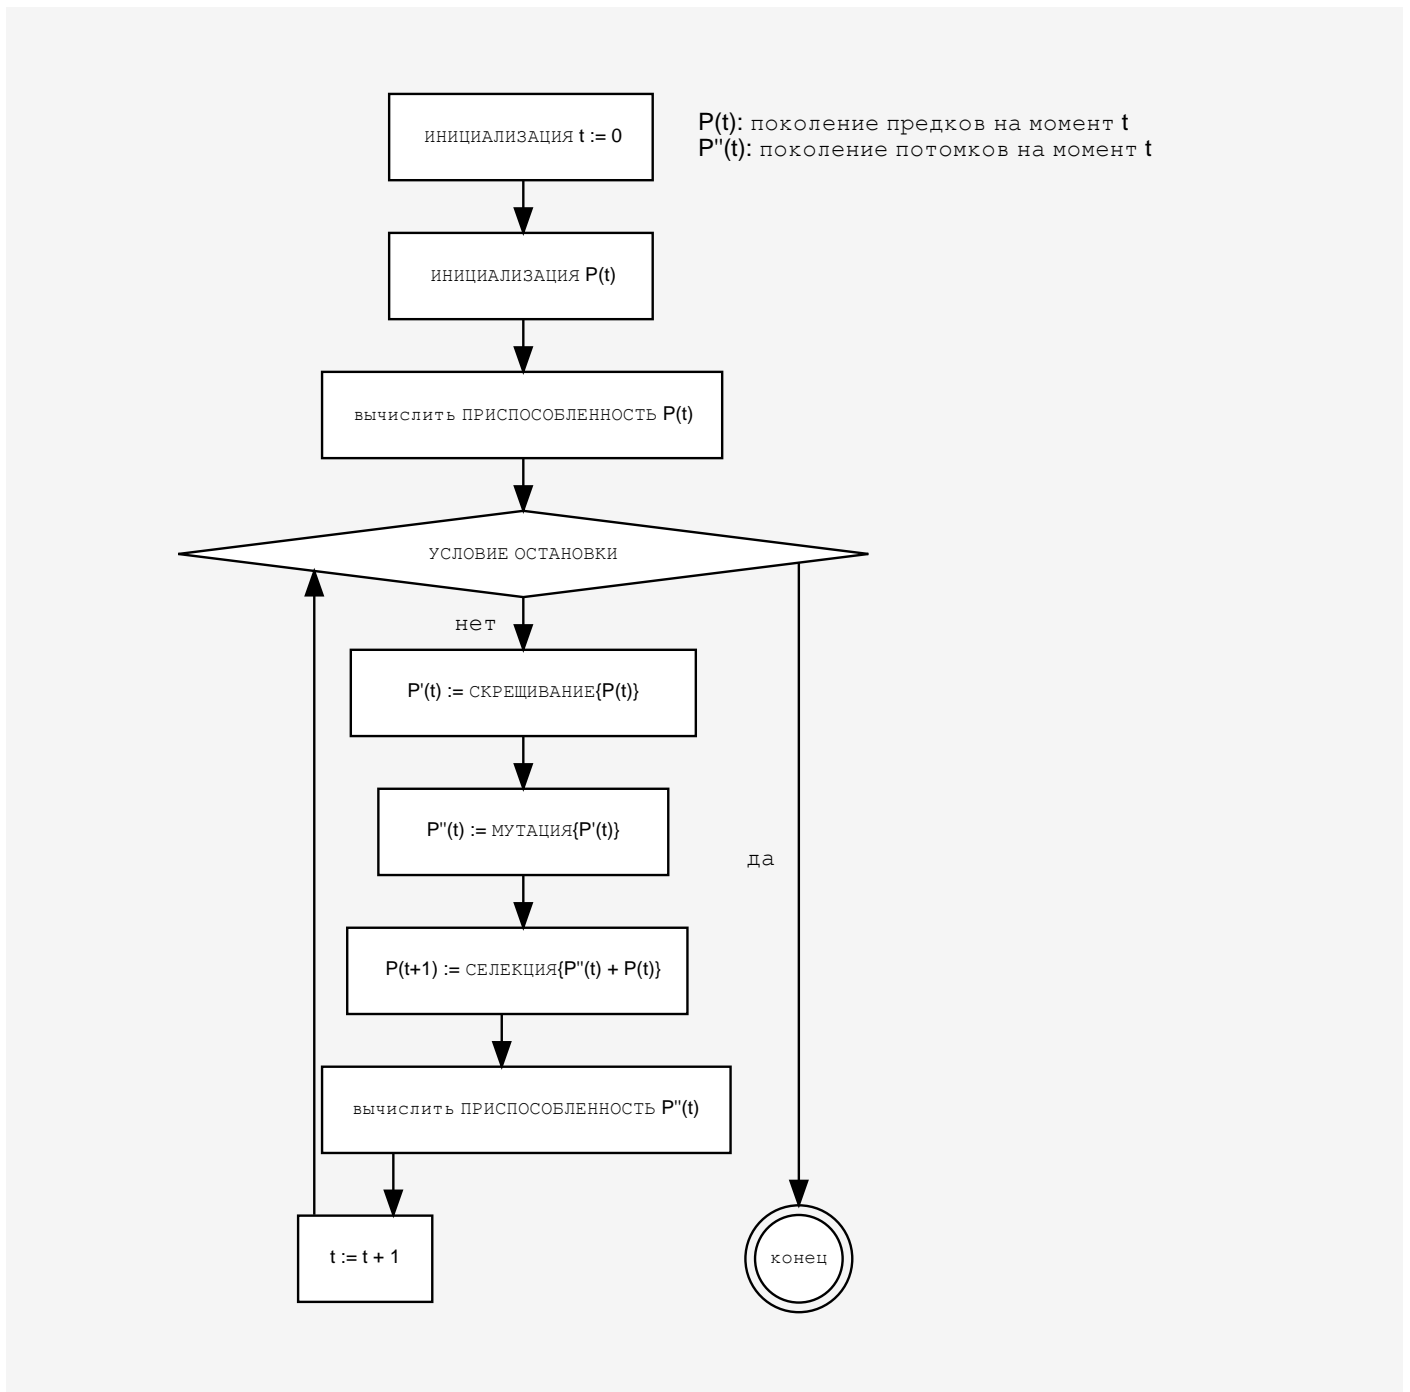 ИНИЦИАЛИЗАЦИЯ t := 0
P(t): поколение предков на момент t
P"(t): поколение потомков на момент t
ИНИЦИАЛИЗАЦИЯ P(t)
вычислить ПРИСПОСОБЛЕННОСТЬ P(t)
УСЛОВИЕ ОСТАНОВКИ
нет
P'(t) := СКРЕЩИВАНИЕ{P(t)}
P"(t) := МУТАЦИЯ{P'(t)}
да
P(t+1) := СЕЛЕКЦИЯ{P"(t) + P(t)}
вычислить ПРИСПОСОБЛЕННОСТЬ P"(t)
t := t + 1
конец